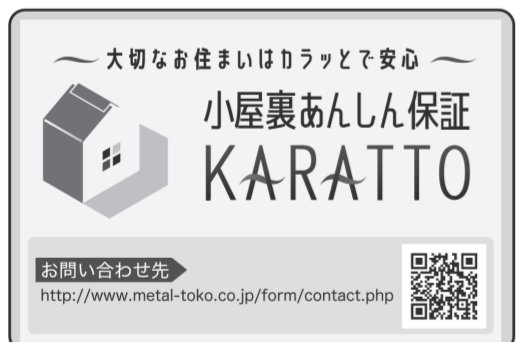 大切なお住まいはカラッとで安心
小屋裏あんしん保証
KARATTO
お問い合わせ先
http://www.metal-toko.co.jp/form/contact.php